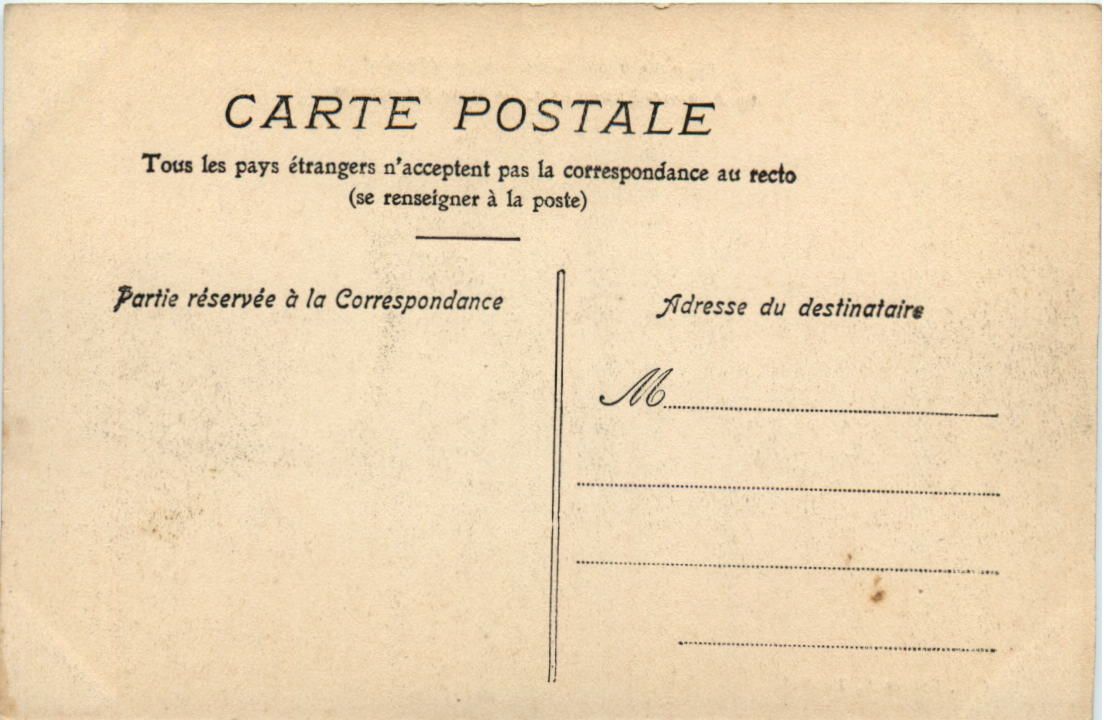 CARTE POSTALE
Tous les pays étrangers n'acceptent pas la correspondance au recto
(se renseigner à la poste)
Partie réservée à la Correspondance
Adresse du destinataire
M